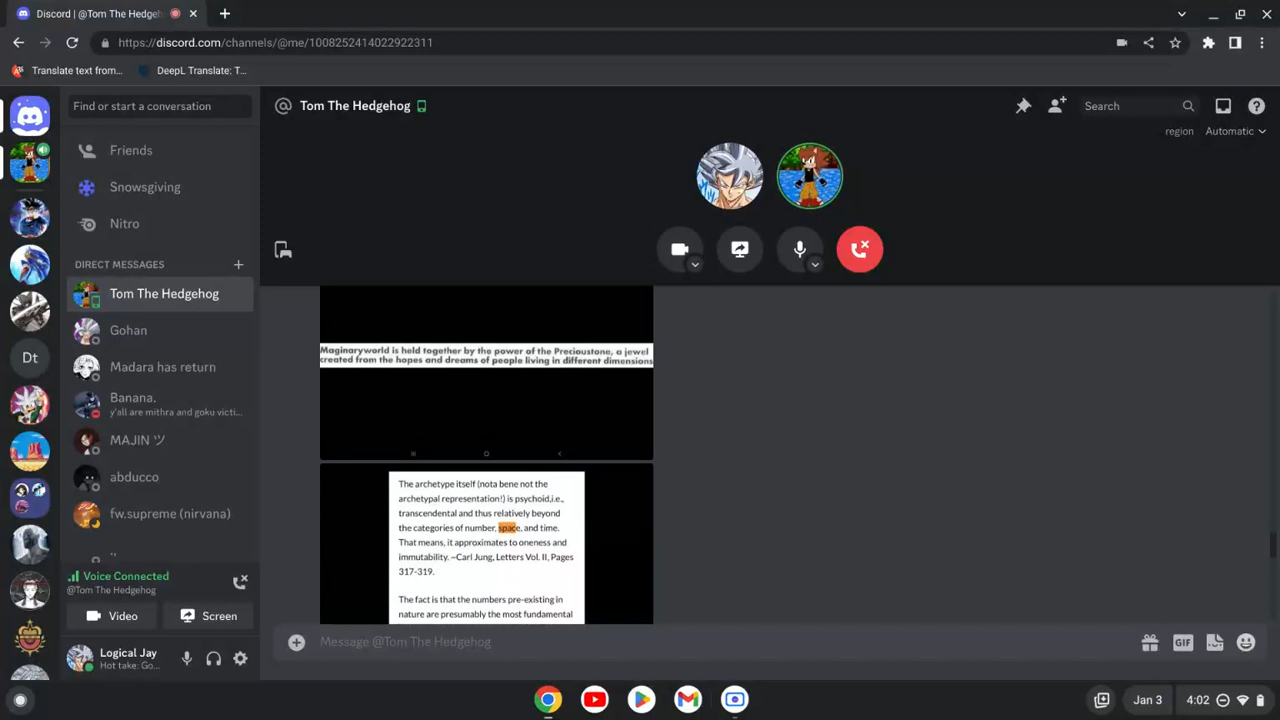 Discord | @Tom The Hedgeh
https://discord.com/channels/@me/1008252414022922311
Translate text from...
DeepL Translate: T...
Find or start a conversation
Tom The Hedgehog
Search
region
Automatic
Friends
Snowsgiving
Nitro
DIRECT MESSAGES
Tom The Hedgehog
Gohan
Madara has return
Banana.
y'all are mithra and goku victi...
MAJIN ツ
abducco
fw.supreme (nirvana)
Dt
Maginaryworld is held together by the power of the Precioustone, a jewel
created from the hopes and dreams of people living in different dimensions
The archetype itself (nota bene not the
archetypal representation!) is psychoid,i.e.,
transcendental and thus relatively beyond
the categories of number, space, and time.
That means, it approximates to oneness and
immutability. ~Carl Jung, Letters Vol. II, Pages
317-319.
The fact is that the numbers pre-existing in
nature are presumably the most fundamental
Voice Connected
@Tom The Hedgehog
Video
Screen
Logical Jay
Hot take: Go...
Message @Tom The Hedgehog
GIF
Jan 3
4:02